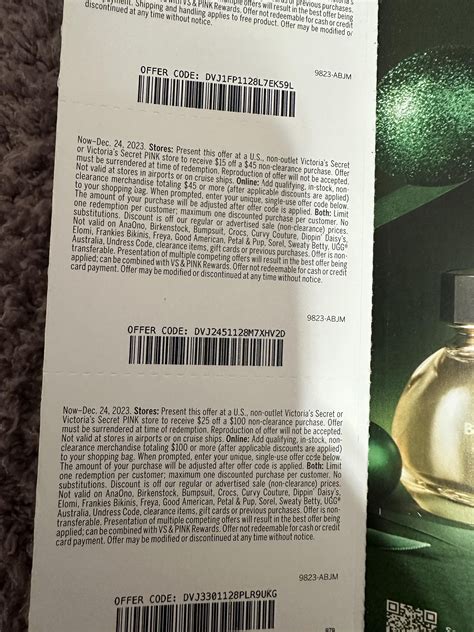 payment. Shipping and handling applies to free product. Offer may be modified or
discontinued at any time without notice.
9823-ABJM
OFFER CODE: DVJ1FP1128L7EK59L
Now–Dec. 24, 2023. Stores: Present this offer at a U.S., non-outlet Victoria's Secret
or Victoria's Secret PINK store to receive $15 off a $45 non-clearance purchase. Offer
must be surrendered at time of redemption. Reproduction of offer will not be accepted.
Not valid at stores in airports or on cruise ships. Online: Add qualifying, in-stock, non-
clearance merchandise totaling $45 or more (after applicable discounts are applied)
to your shopping bag. When prompted, enter your unique, single-use offer code below.
The amount of your purchase will be adjusted after offer code is applied. Both: Limit
one redemption per customer; maximum one discounted purchase per customer. No
substitutions. Discount is off our regular or advertised sale (non-clearance) prices.
Not valid on AnaOno, Birkenstock, Bumpsuit, Crocs, Curvy Couture, Dippin' Daisy's,
Elomi, Frankies Bikinis, Freya, Good American, Petal & Pup, Sorel, Sweaty Betty, UGG®
Australia, Undress Code, clearance items, gift cards or previous purchases. Offer is non-
transferable. Presentation of multiple competing offers will result in the best offer being
applied; can be combined with VS & PINK Rewards. Offer not redeemable for cash or credit
card payment. Offer may be modified or discontinued at any time without notice.
9823-ABJM
OFFER CODE: DVJ2451128M7XHV2D
Now–Dec. 24, 2023. Stores: Present this offer at a U.S., non-outlet Victoria's Secret or
Victoria's Secret PINK store to receive $25 off a $100 non-clearance purchase. Offer
must be surrendered at time of redemption. Reproduction of offer will not be accepted.
Not valid at stores in airports or on cruise ships. Online: Add qualifying, in-stock, non-
clearance merchandise totaling $100 or more (after applicable discounts are applied)
to your shopping bag. When prompted, enter your unique, single-use offer code below.
The amount of your purchase will be adjusted after offer code is applied. Both: Limit
one redemption per customer; maximum one discounted purchase per customer. No
substitutions. Discount is off our regular or advertised sale (non-clearance) prices.
Not valid on AnaOno, Birkenstock, Bumpsuit, Crocs, Curvy Couture, Dippin' Daisy's,
Elomi, Frankies Bikinis, Freya, Good American, Petal & Pup, Sorel, Sweaty Betty, UGG®
Australia, Undress Code, clearance items, gift cards or previous purchases. Offer is non-
transferable. Presentation of multiple competing offers will result in the best offer being
applied; can be combined with VS & PINK Rewards. Offer not redeemable for cash or credit
card payment. Offer may be modified or discontinued at any time without notice.
9823-ABJM
OFFER CODE: DVJ3301128PLR9UKG